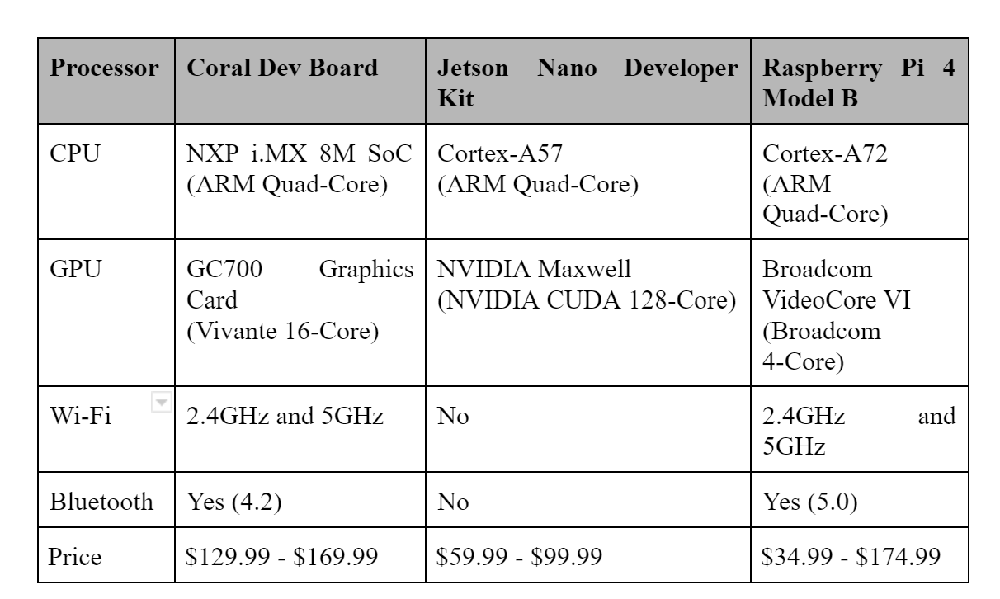 Processor Coral Dev Board Jetson Nano Developer Kit Raspberry Pi 4 Model B
CPU NXP i.MX 8M SoC (ARM Quad-Core) Cortex-A57 (ARM Quad-Core) Cortex-A72 (ARM Quad-Core)
GPU GC700 Graphics Card (Vivante 16-Core) NVIDIA Maxwell (NVIDIA CUDA 128-Core) Broadcom VideoCore VI (Broadcom 4-Core)
Wi-Fi 2.4GHz and 5GHz No 2.4GHz and 5GHz
Bluetooth Yes (4.2) No Yes (5.0)
Price $129.99 - $169.99 $59.99 - $99.99 $34.99 - $174.99